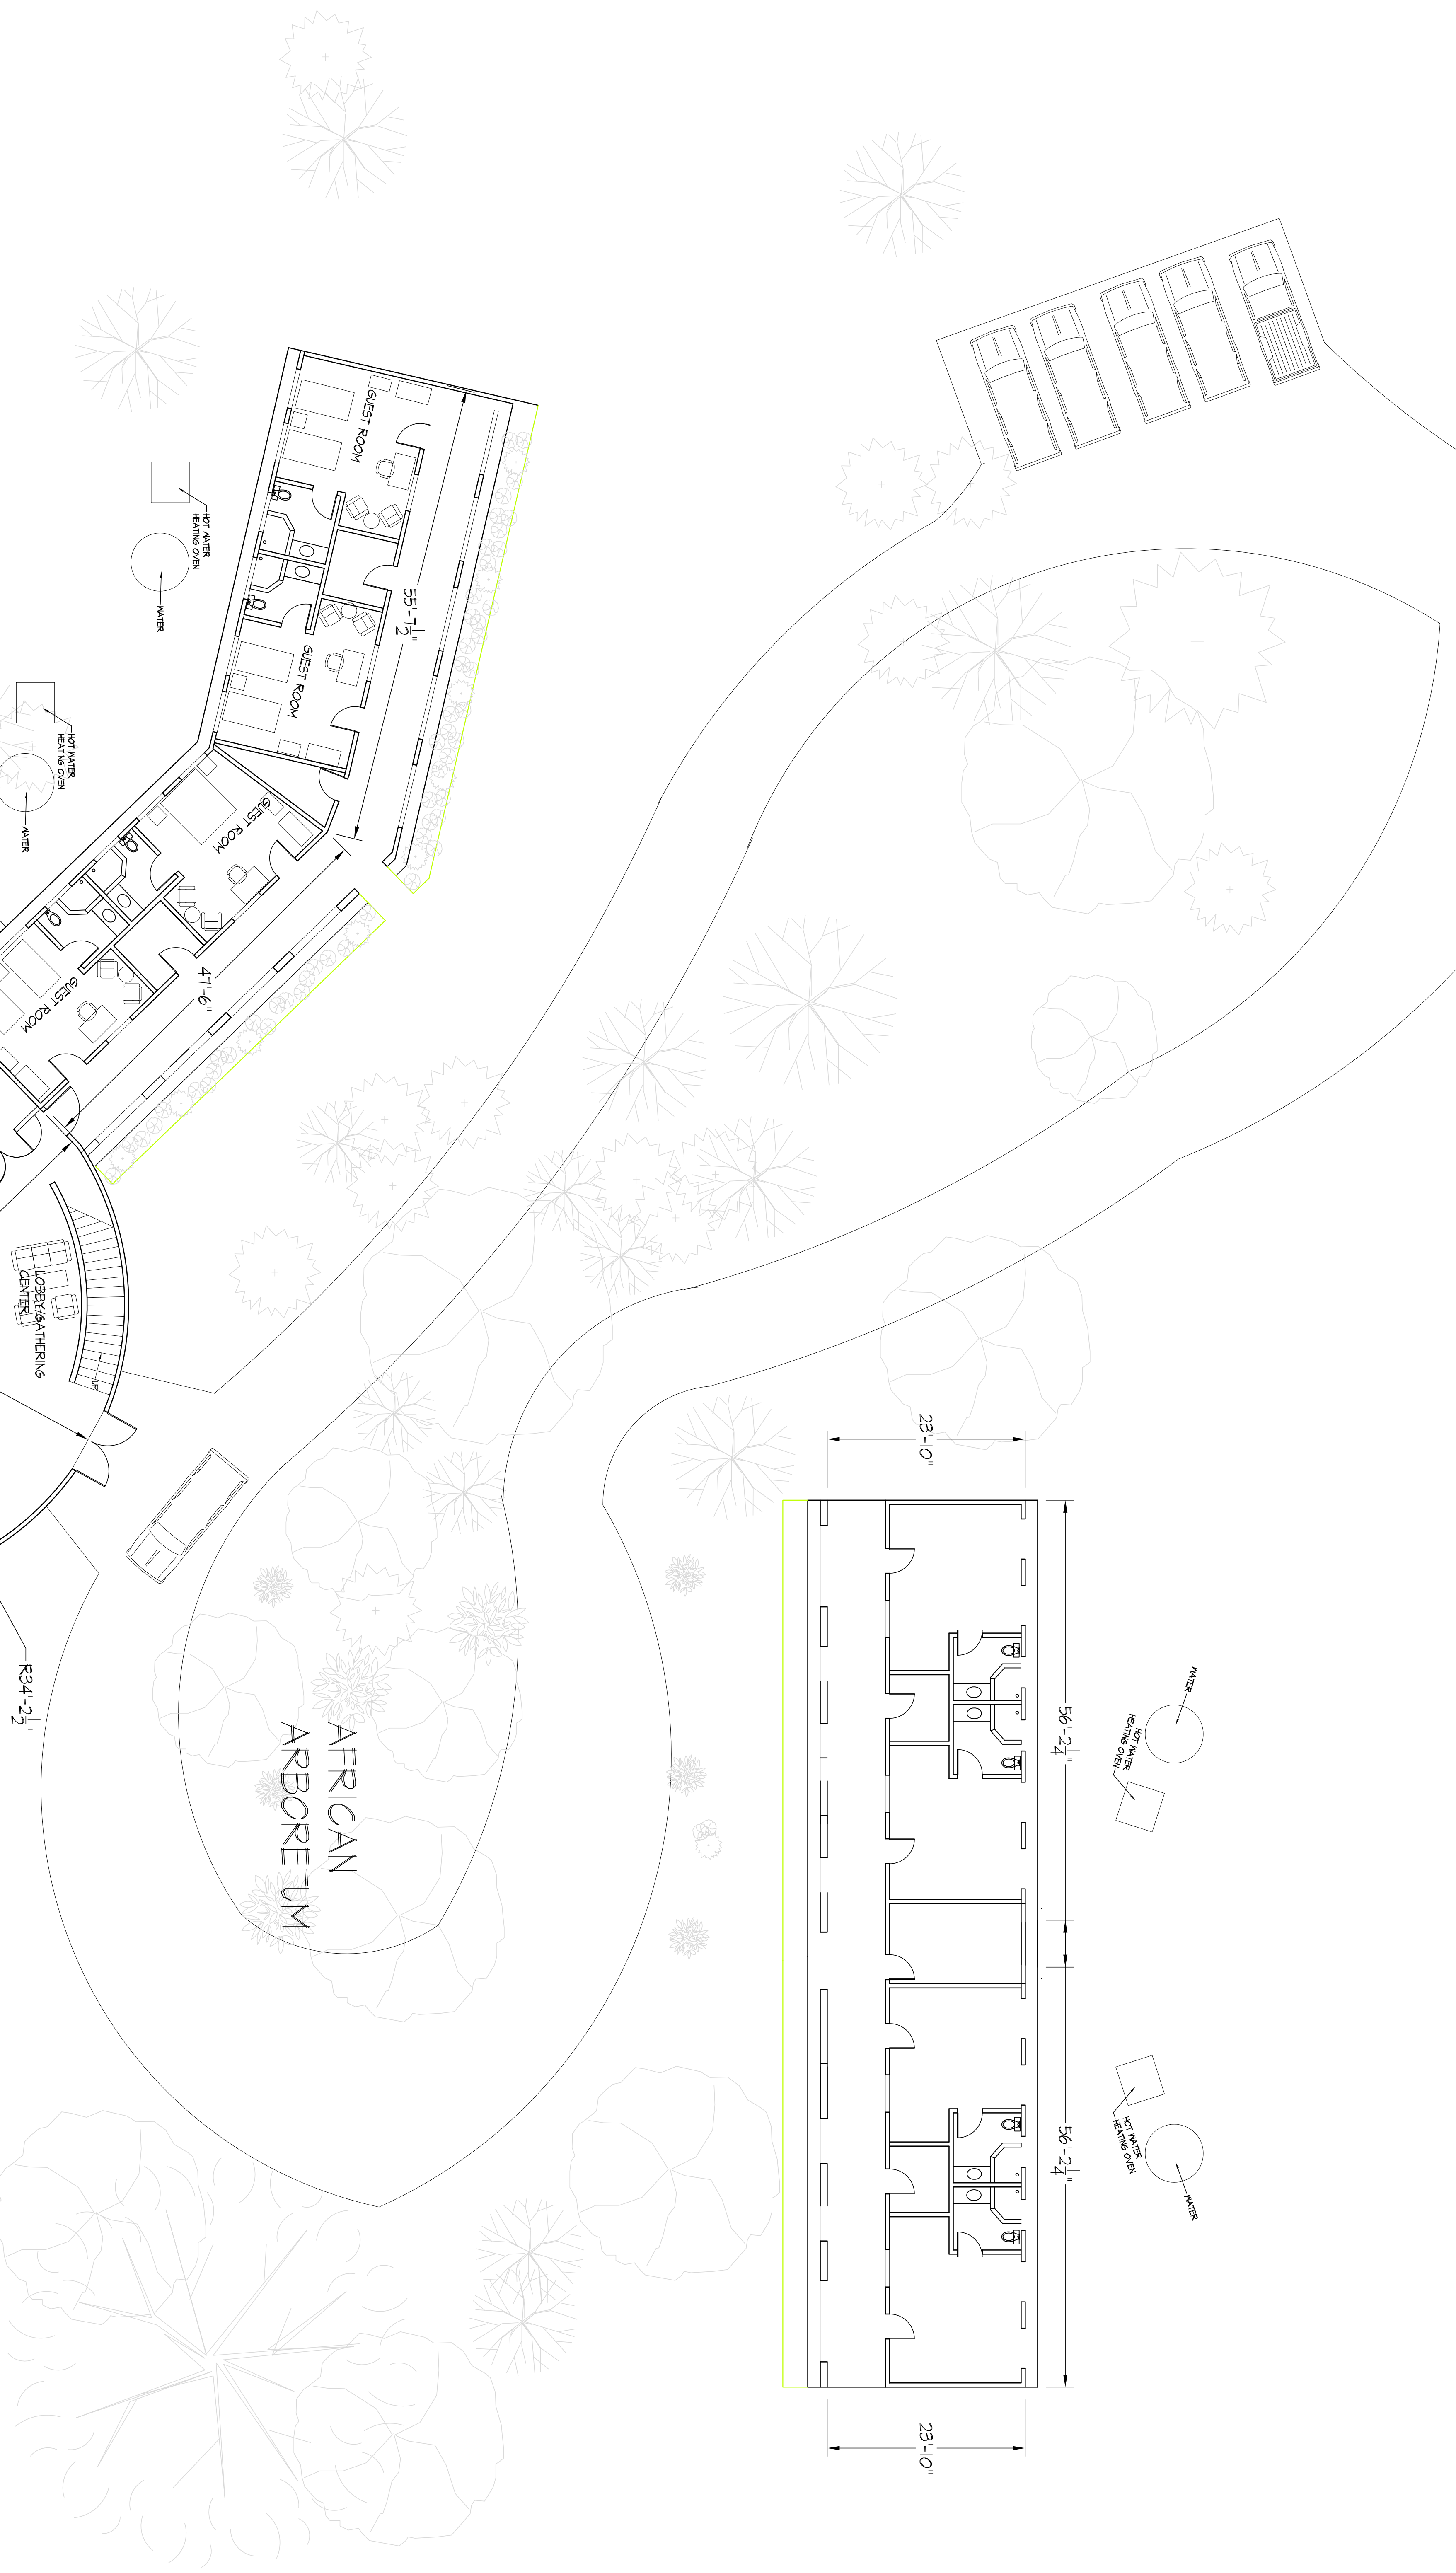 GUEST ROOM
55'-7 1/2"
GUEST ROOM
HOT WATER
HEATING OVEN
WATER
HOT WATER
HEATING OVEN
WATER
GUEST ROOM
47'-6"
GUEST ROOM
LOBBY/GATHERING
CENTER
UP
R34'-2 1/2"
AFRICAN
ARBORETUM
23'-10"
56'-2 1/4"
WATER
HOT WATER
HEATING OVEN
56'-2 1/4"
HOT WATER
HEATING OVEN
WATER
23'-10"